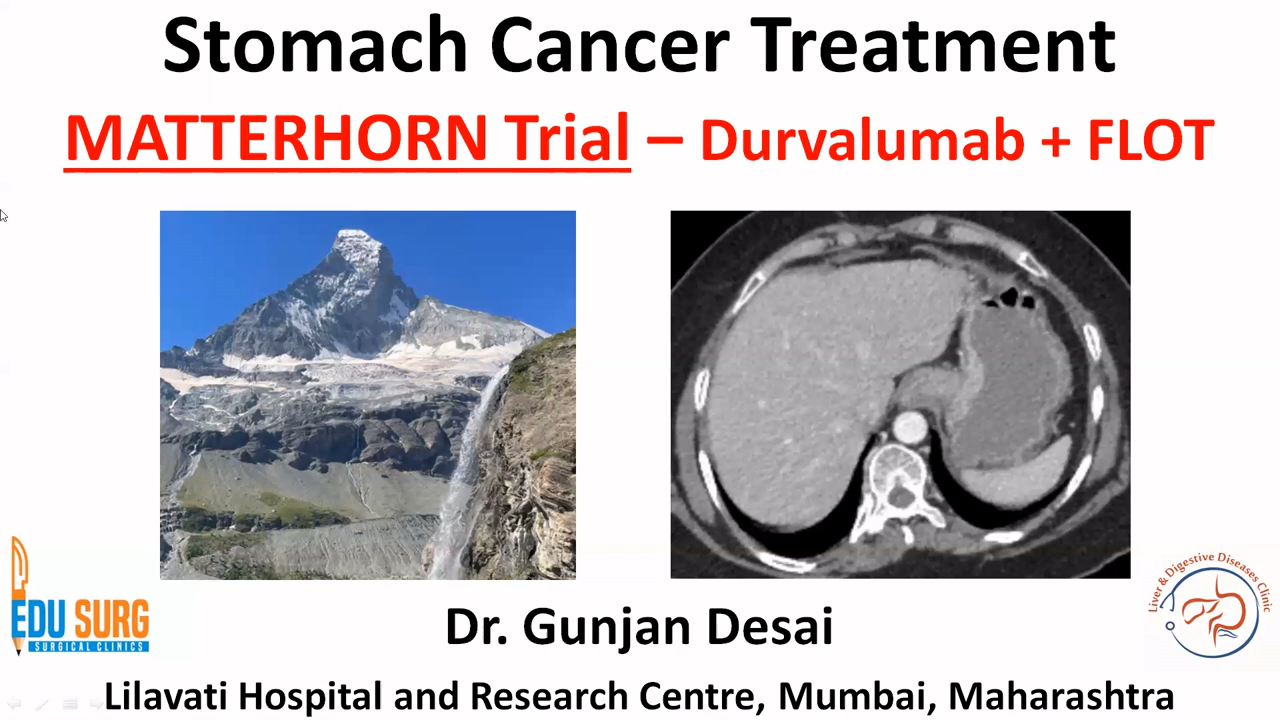 Stomach Cancer Treatment
MATTERHORN Trial – Durvalumab + FLOT
EDU SURG
SURGICAL CLINICS
Liver & Digestive Diseases Clinic
Dr. Gunjan Desai
Lilavati Hospital and Research Centre, Mumbai, Maharashtra